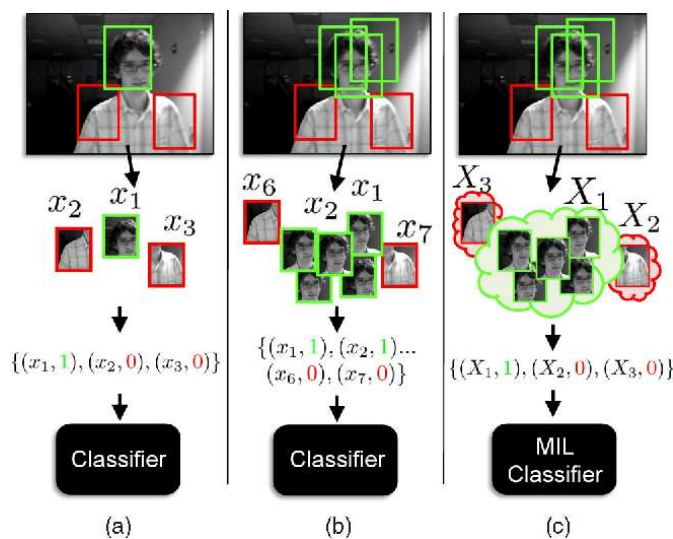 x₂ x₁ x₃
{(x₁, 1), (x₂, 0), (x₃, 0)}
Classifier
(a)
x₆ x₂ x₁ x₇
{(x₁, 1), (x₂, 1)...
(x₆, 0), (x₇, 0)}
Classifier
(b)
X₃ X₁ X₂
{(X₁, 1), (X₂, 0), (X₃, 0)}
MIL
Classifier
(c)